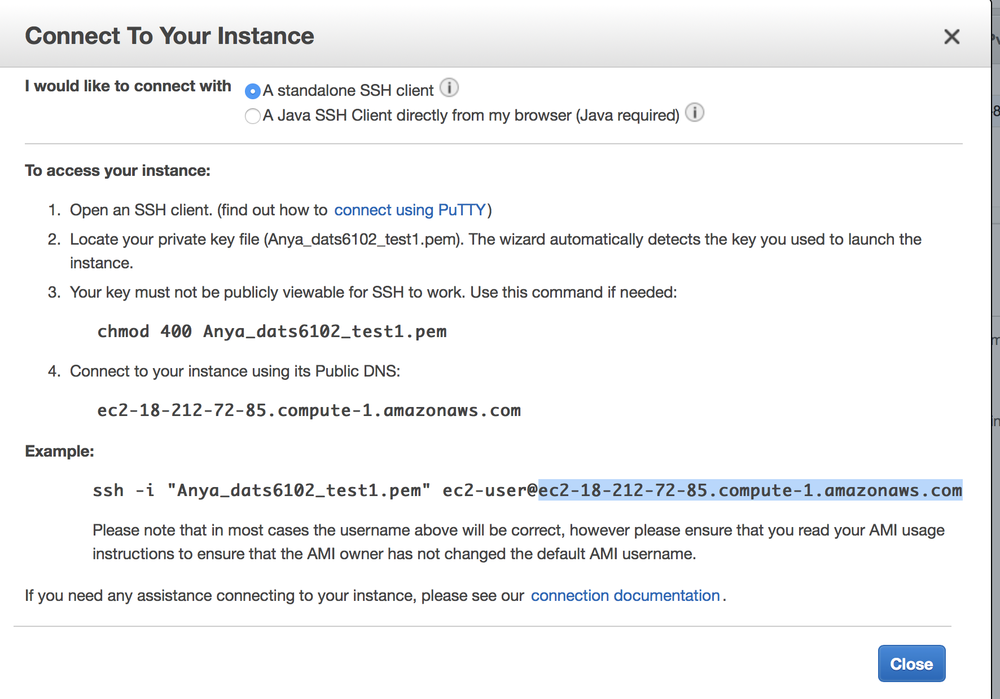 Connect To Your Instance
I would like to connect with
A standalone SSH client
A Java SSH Client directly from my browser (Java required)
To access your instance:
1. Open an SSH client. (find out how to connect using PuTTY)
2. Locate your private key file (Anya_dats6102_test1.pem). The wizard automatically detects the key you used to launch the
instance.
3. Your key must not be publicly viewable for SSH to work. Use this command if needed:
chmod 400 Anya_dats6102_test1.pem
4. Connect to your instance using its Public DNS:
ec2-18-212-72-85.compute-1.amazonaws.com
Example:
ssh -i "Anya_dats6102_test1.pem" ec2-user@ec2-18-212-72-85.compute-1.amazonaws.com
Please note that in most cases the username above will be correct, however please ensure that you read your AMI usage
instructions to ensure that the AMI owner has not changed the default AMI username.
If you need any assistance connecting to your instance, please see our connection documentation.
Close